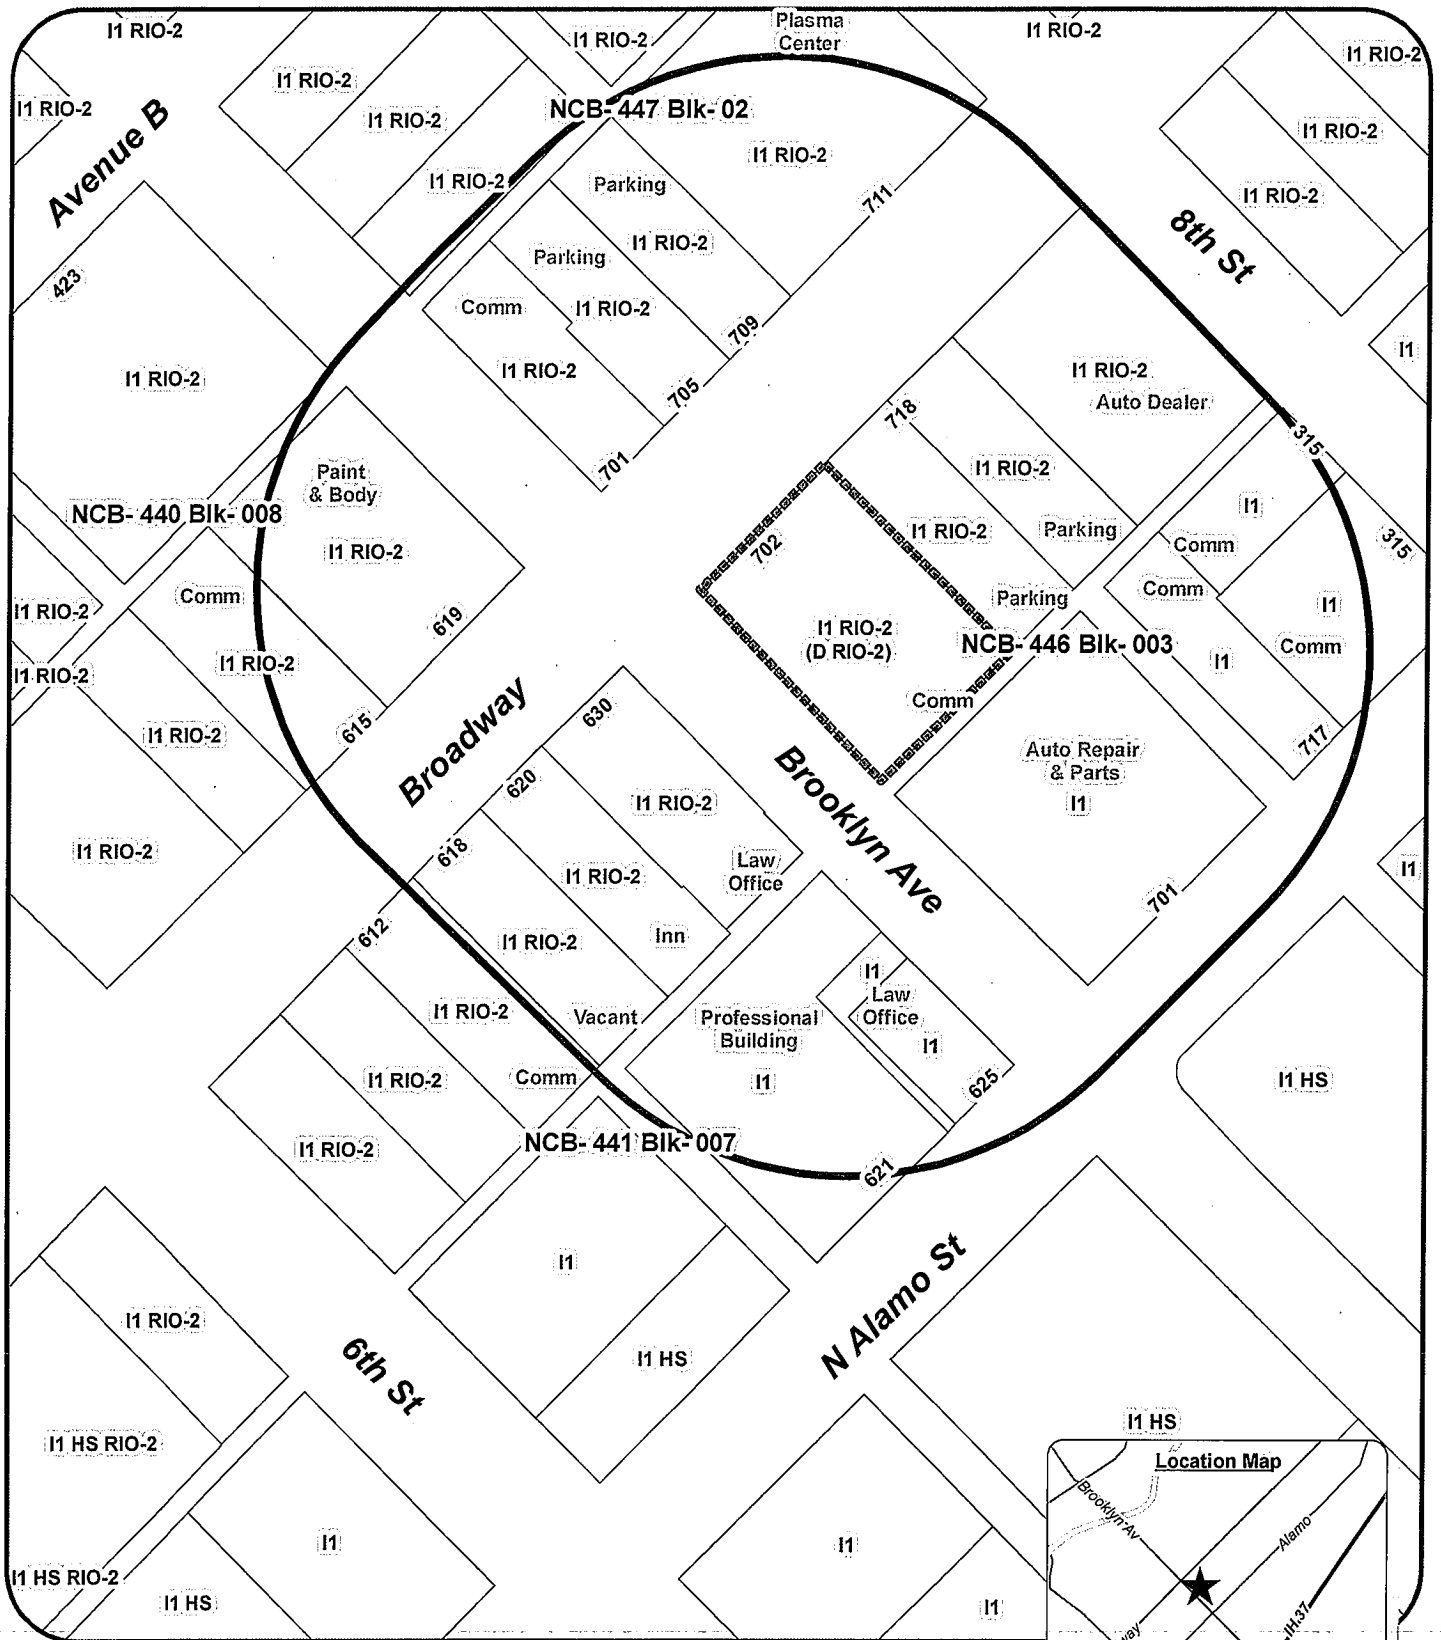 I1 RIO-2
I1 RIO-2
Plasma
Center
I1 RIO-2
I1 RIO-2
I1 RIO-2
I1 RIO-2
I1 RIO-2
NCB- 447 Blk- 02
I1 RIO-2
Avenue B
I1 RIO-2
I1 RIO-2
I1 RIO-2
Parking
I1 RIO-2
711
8th St
I1 RIO-2
Parking
423
Comm
I1 RIO-2
709
I1 RIO-2
I1 RIO-2
I1 RIO-2
I1
705
718
Auto Dealer
315
701
Paint
& Body
I1 RIO-2
I1
NCB- 440 Blk- 008
I1 RIO-2
702
I1 RIO-2
Parking
Comm
315
Comm
I1 RIO-2
Parking
Comm
I1
619
I1 RIO-2
(D RIO-2)
NCB- 446 Blk- 003
Comm
I1 RIO-2
I1 RIO-2
I1
Comm
I1 RIO-2
615
Broadway
630
Brooklyn Ave
Auto Repair
& Parts
I1
717
620
I1 RIO-2
I1 RIO-2
618
Law
Office
I1 RIO-2
I1
701
612
I1 RIO-2
Inn
I1
Law
Office
I1 RIO-2
Vacant
Professional
Building
I1
I1
625
I1 RIO-2
Comm
I1 HS
I1 RIO-2
NCB- 441 Blk- 007
621
I1
N Alamo St
I1 RIO-2
6th St
I1 HS
I1 HS RIO-2
I1 HS
Location Map
Brooklyn Av
Alamo
I1
I1
I1 HS RIO-2
I1 HS
I1
way
IH 37